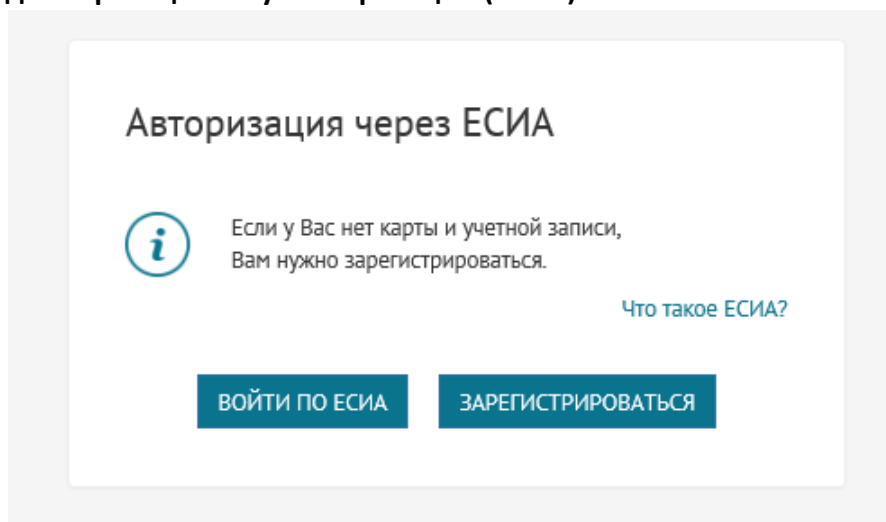 Авторизация через ЕСИА
Если у Вас нет карты и учетной записи,
Вам нужно зарегистрироваться.
Что такое ЕСИА?
ВОЙТИ ПО ЕСИА
ЗАРЕГИСТРИРОВАТЬСЯ